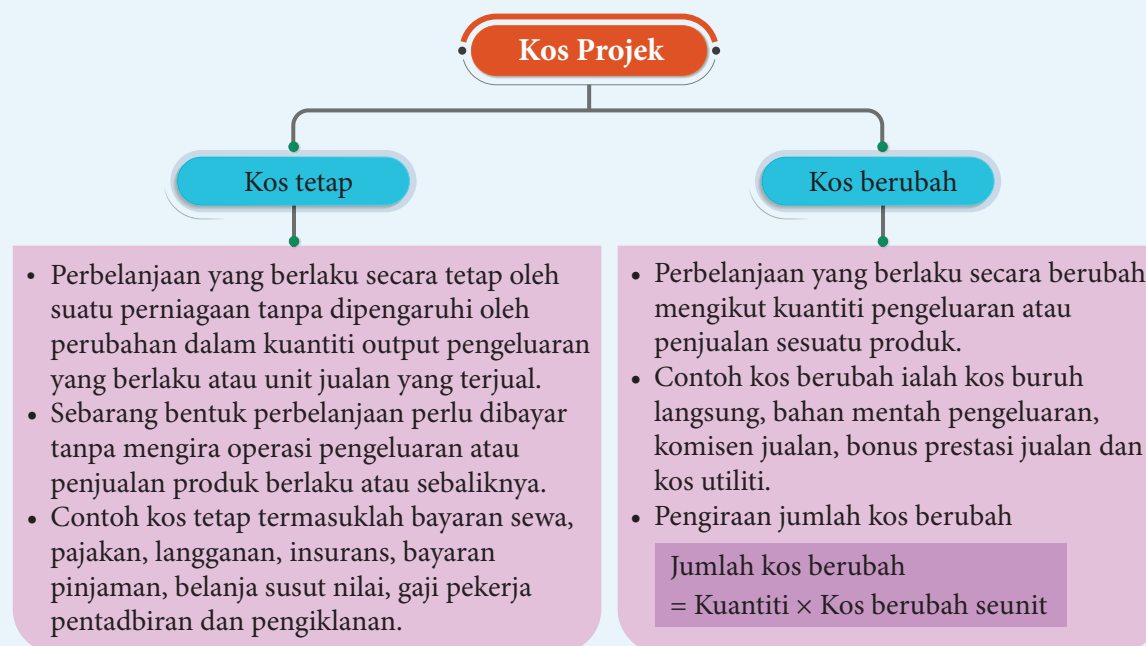 Kos Projek
Kos tetap
• Perbelanjaan yang berlaku secara tetap oleh
suatu perniagaan tanpa dipengaruhi oleh
perubahan dalam kuantiti output pengeluaran
yang berlaku atau unit jualan yang terjual.
• Sebarang bentuk perbelanjaan perlu dibayar
tanpa mengira operasi pengeluaran atau
penjualan produk berlaku atau sebaliknya.
• Contoh kos tetap termasuklah bayaran sewa,
pajakan, langganan, insurans, bayaran
pinjaman, belanja susut nilai, gaji pekerja
pentadbiran dan pengiklanan.
Kos berubah
• Perbelanjaan yang berlaku secara berubah
mengikut kuantiti pengeluaran atau
penjualan sesuatu produk.
• Contoh kos berubah ialah kos buruh
langsung, bahan mentah pengeluaran,
komisen jualan, bonus prestasi jualan dan
kos utiliti.
• Pengiraan jumlah kos berubah
Jumlah kos berubah
= Kuantiti × Kos berubah seunit